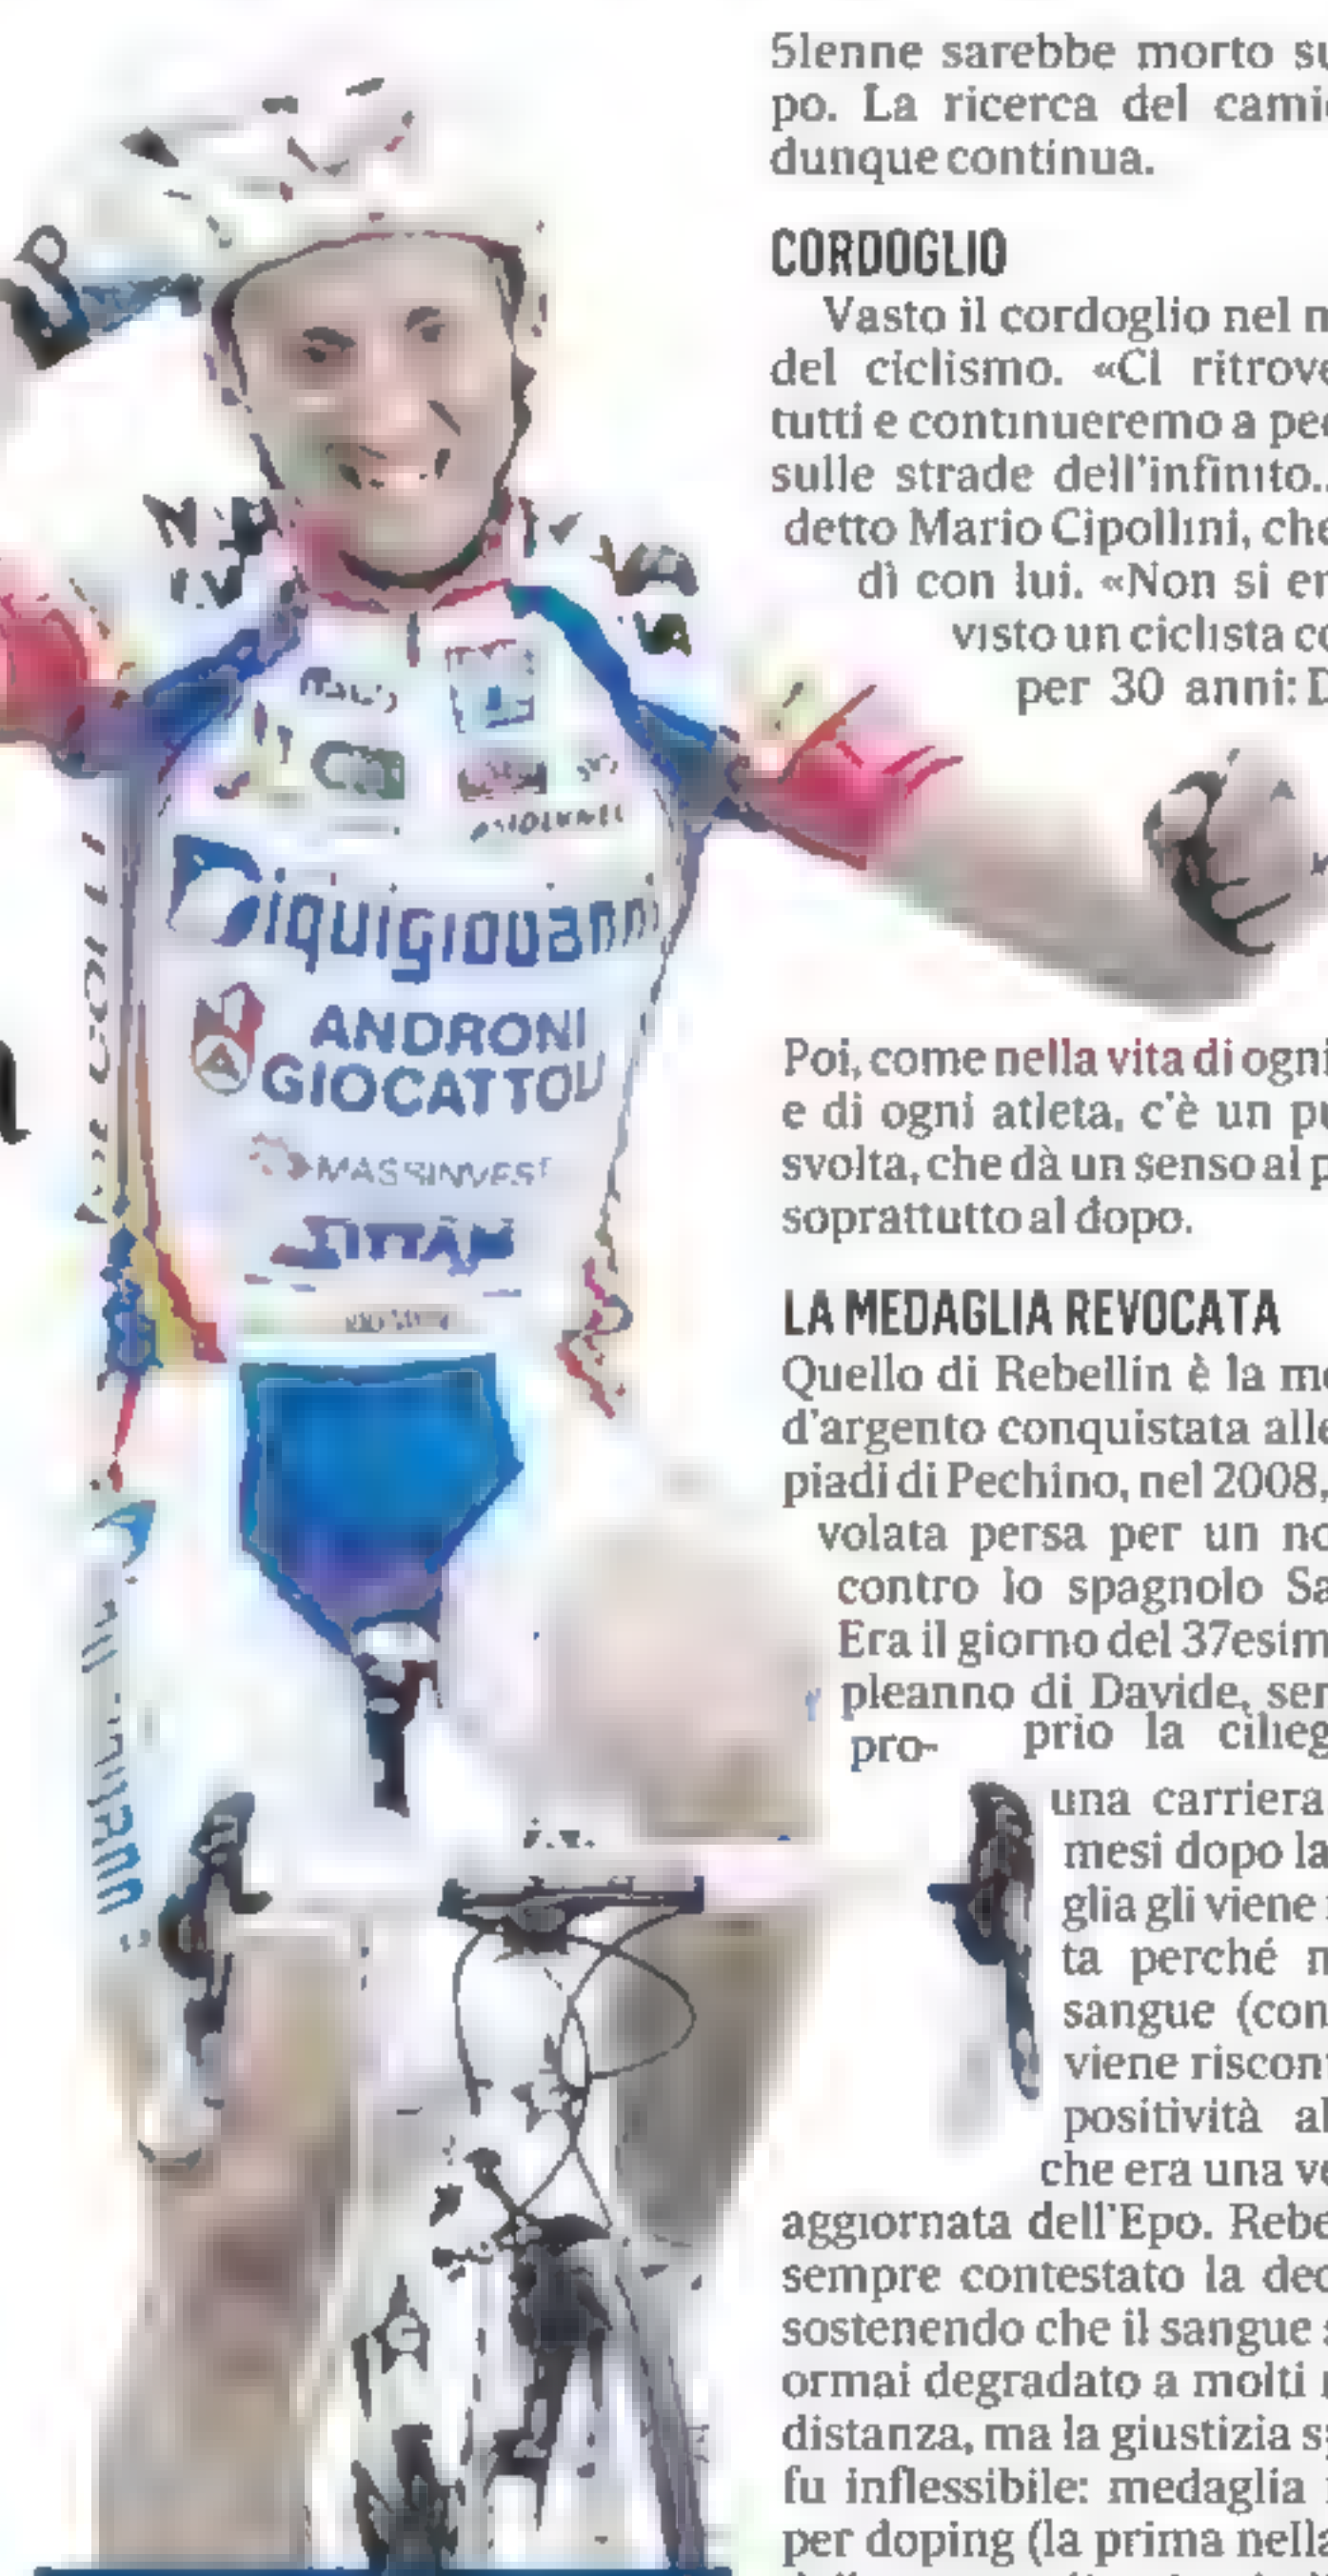 51enne sarebbe morto su
po. La ricerca del cami
dunque continua.
CORDOGLIO
Vasto il cordoglio nel
del ciclismo. «Ci ritrove
tutti e continueremo a pe
sulle strade dell'infinito..
detto Mario Cipollini, che
dì con lui. «Non si
visto un ciclista
per 30 anni: D
Diquigiovanni
ANDRONI
GIOCATTOLI
MASSINVEST
Poi, come nella vita di ogni
e di ogni atleta, c'è un pu
svolta, che dà un senso al p
soprattutto al dopo.
LA MEDAGLIA REVOCATA
Quello di Rebellin è la me
d'argento conquistata alle
piadi di Pechino, nel 2008,
volata persa per un no
contro lo spagnolo Sa
Era il giorno del 37esim
pleanno di Davide, ser
pro- prio la cilieg
una carriera
mesi dopo la
glia gli viene
ta perché
sangue (con
viene riscont
positività al
che era una ve
aggiornata dell'Epo. Rebe
sempre contestato la dec
sostenendo che il sangue
ormai degradato a molti
distanza, ma la giustizia sp
fu inflessibile: medaglia
per doping (la prima nella